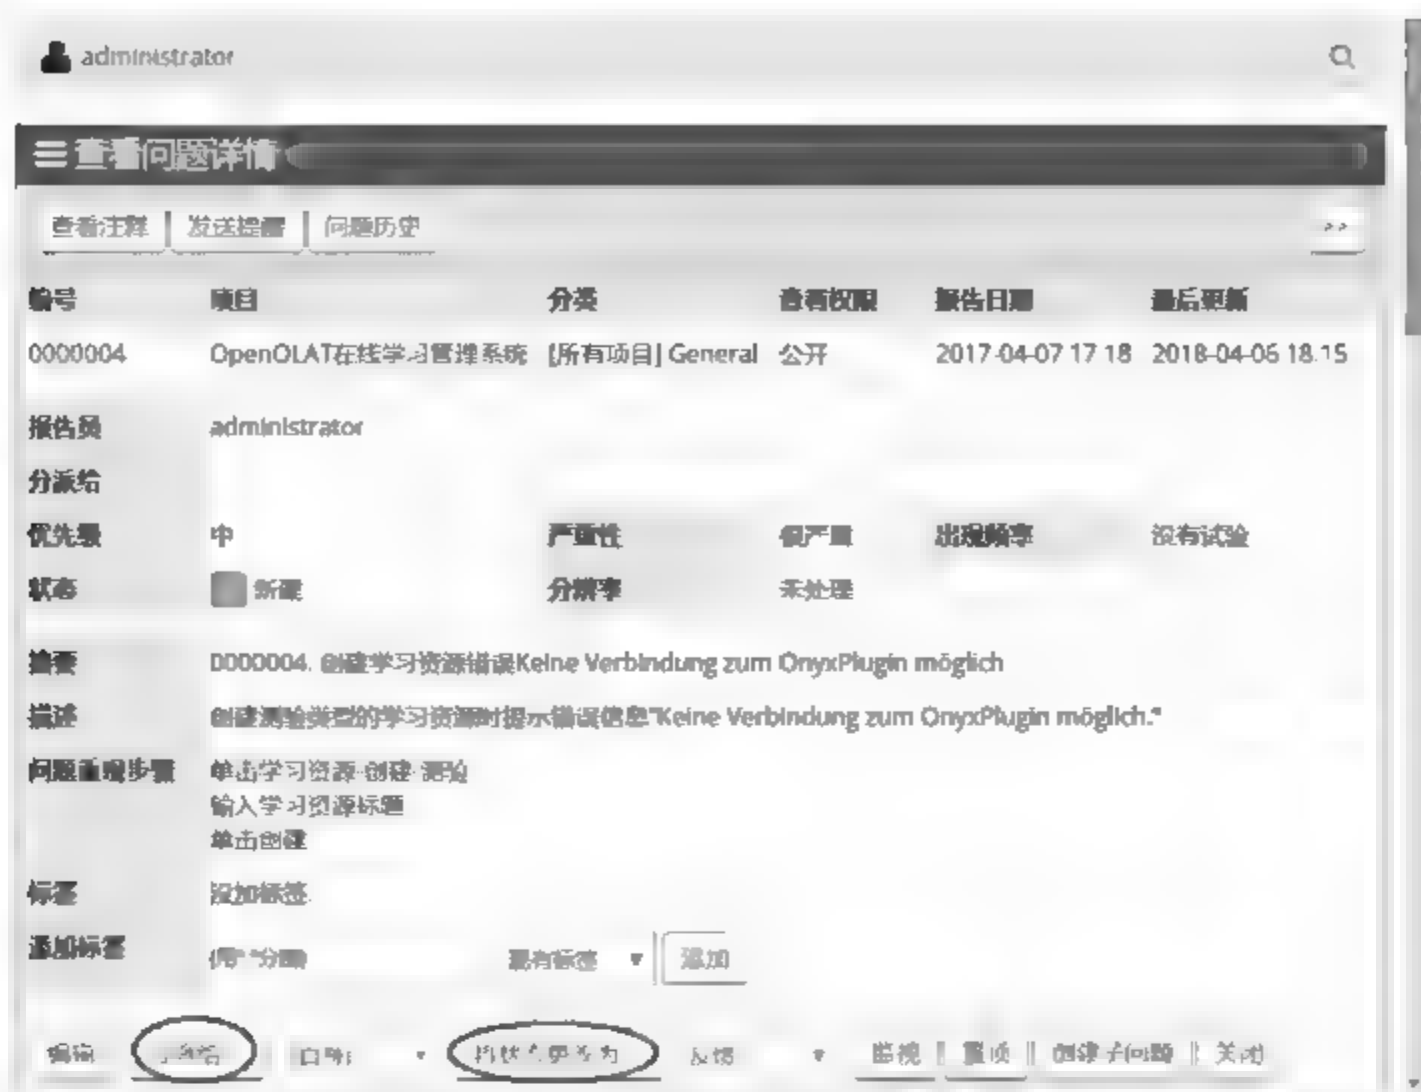 administrator
查看问题详情
查看注释 发送提醒 问题历史 >>
编号 项目 分类 查看权限 报告日期 最后更新
0000004 OpenOLAT在线学习管理系统 [所有项目] General 公开 2017-04-07 17:18 2018-04-06 18:15
报告员 administrator
分派给
优先级 中 严重性 很严重 出现频率 没有试验
状态 新建 分辨率 未处理
摘要 0000004: 创建学习资源错误Keine Verbindung zum OnyxPlugin möglich
描述 创建测验类型的学习资源时提示错误信息"Keine Verbindung zum OnyxPlugin möglich."
问题重现步骤 单击学习资源-创建-测验
输入学习资源标题
单击创建
标签 没加标签.
添加标签 (用","分隔) 现有标签 添加
编辑 分派给: [自身] 将状态更改为: 反馈 监视 置顶 创建子问题 关闭